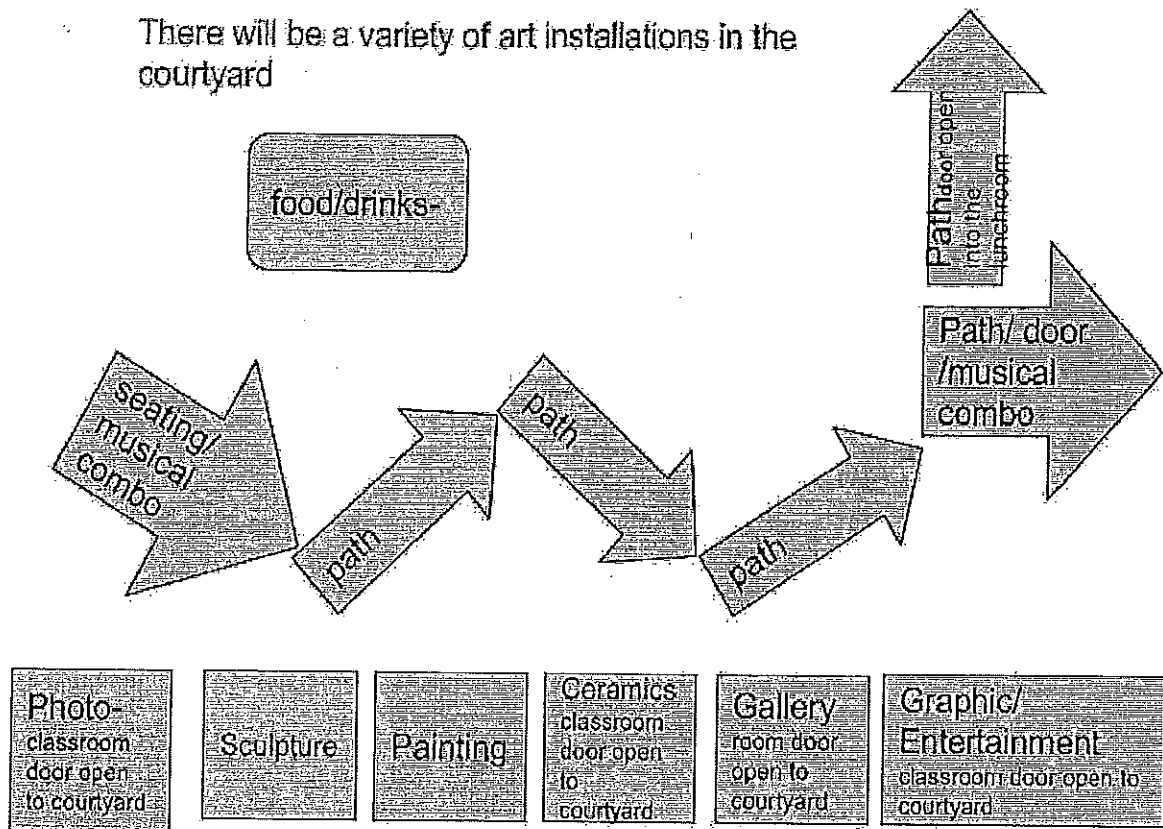 There will be a variety of art installations in the
courtyard
food/drinks-
Path door open
into the
lunchroom
Path/ door
/musical
combo
seating/
musical
combo
path
path
path
Photo-
classroom
door open
to courtyard
Sculpture
Painting
Ceramics
classroom
door open
to
courtyard
Gallery
room door
open to
courtyard
Graphic/
Entertainment
classroom door open to
courtyard